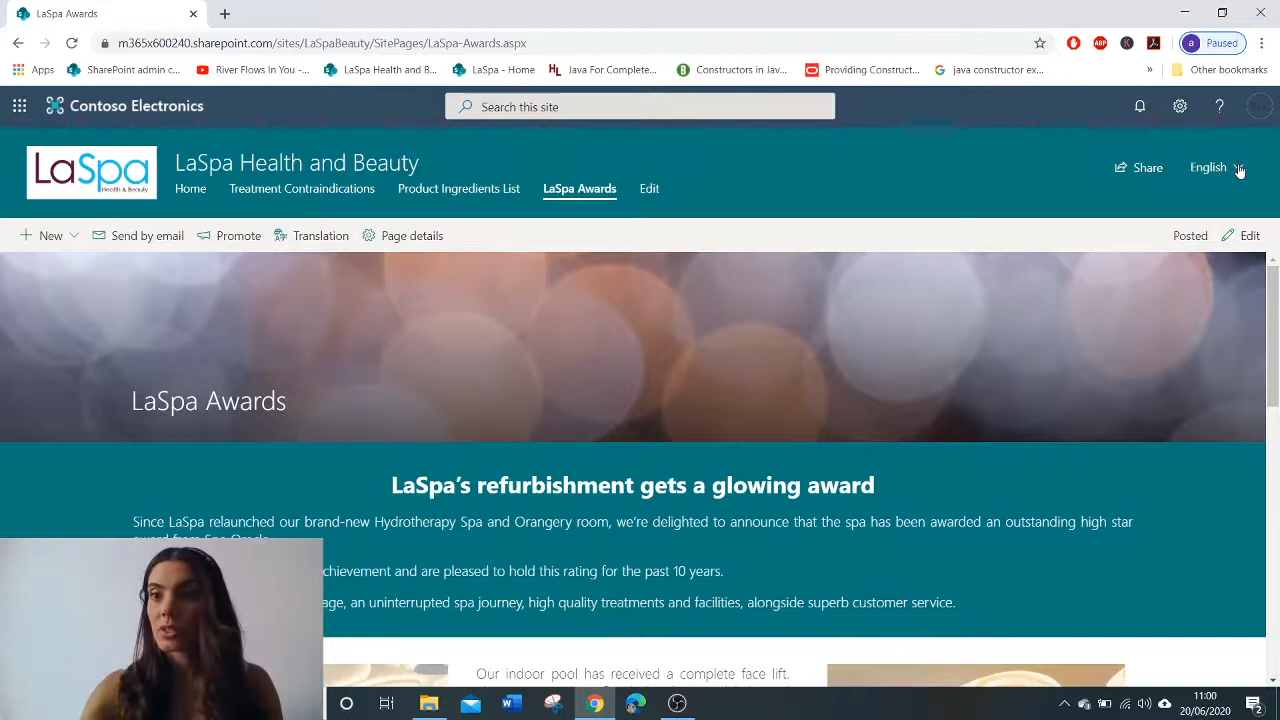 LaSpa Awards
m365x600240.sharepoint.com/sites/LaSpaBeauty/SitePages/LaSpa-Awards.aspx
ABP
K
a
Paused
Apps
SharePoint admin c...
River Flows In You -...
LaSpa Health and B...
LaSpa - Home
HL
Java For Complete...
Constructors in Jav...
Providing Construct...
java constructor ex...
»
Other bookmarks
Contoso Electronics
Search this site
LaSpa
Health & Beauty
LaSpa Health and Beauty
Home
Treatment Contraindications
Product Ingredients List
LaSpa Awards
Edit
Share
English
New
Send by email
Promote
Translation
Page details
Posted
Edit
LaSpa Awards
LaSpa’s refurbishment gets a glowing award
Since LaSpa relaunched our brand-new Hydrotherapy Spa and Orangery room, we’re delighted to announce that the spa has been awarded an outstanding high star
chievement and are pleased to hold this rating for the past 10 years.
age, an uninterrupted spa journey, high quality treatments and facilities, alongside superb customer service.
Our indoor pool has received a complete face lift.
11:00
20/06/2020
2